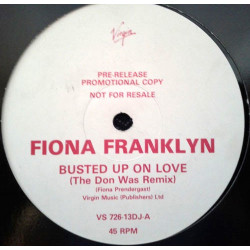 Virgin
PRE-RELEASE
PROMOTIONAL COPY
NOT FOR RESALE
FIONA FRANKLYN
BUSTED UP ON LOVE
(The Don Was Remix)
(Fiona Prendergast)
Virgin Music (Publishers) Ltd
VS 726-13DJ-A
45 RPM